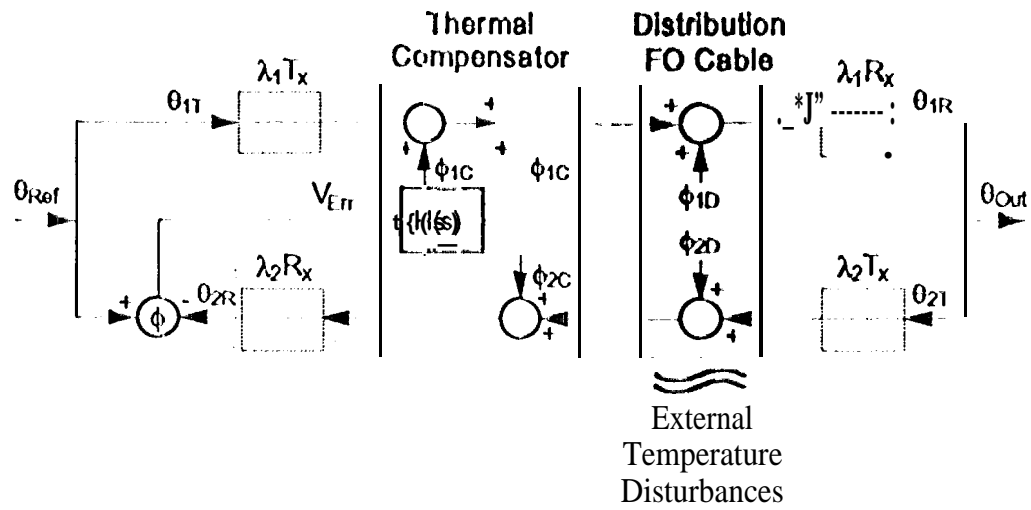 Thermal
Compensator
Distribution
FO Cable
λ1Tx
λ1Rx
θ1T
θ1R
ϕ1C
ϕ1C
ϕ1D
θRef
VErr
θOut
ϕ2D
λ2Rx
ϕ2C
λ2Tx
θ2R
θ2T
ϕ
External
Temperature
Disturbances